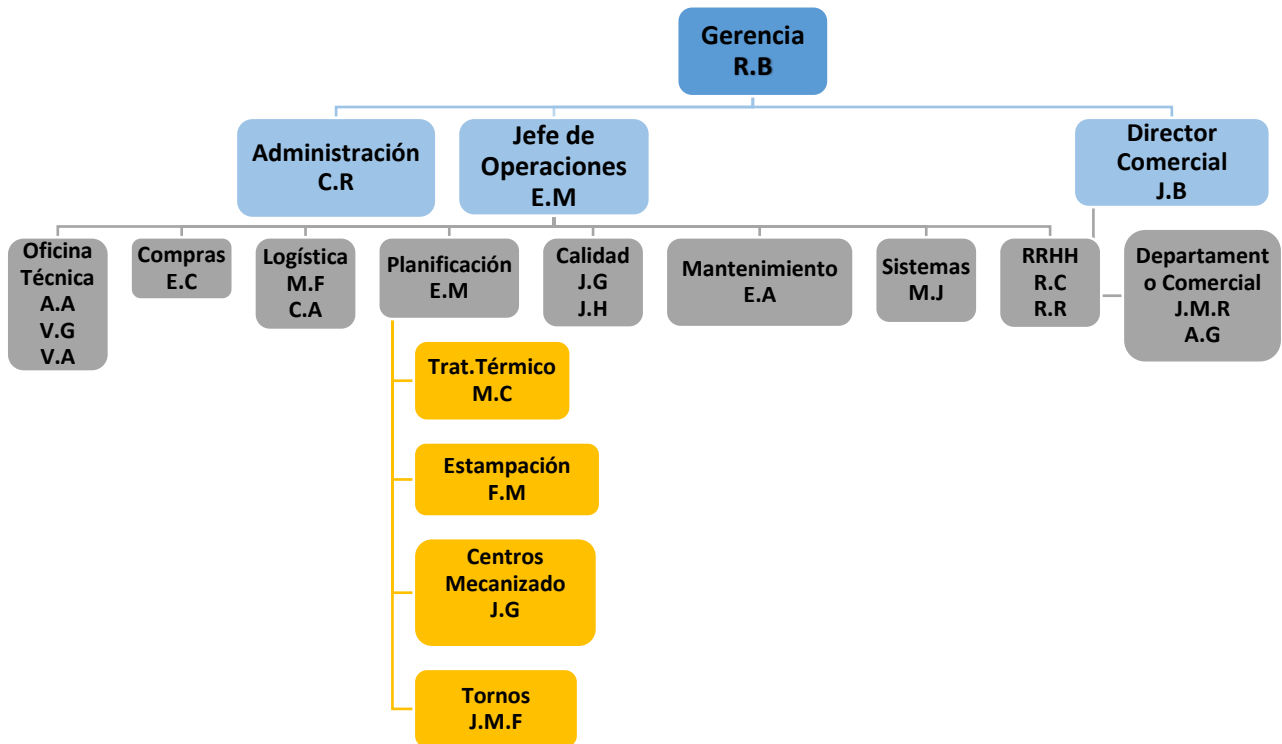 Gerencia
R.B
Administración
C.R
Jefe de
Operaciones
E.M
Director
Comercial
J.B
Oficina
Técnica
A.A
V.G
V.A
Compras
E.C
Logística
M.F
C.A
Planificación
E.M
Calidad
J.G
J.H
Mantenimiento
E.A
Sistemas
M.J
RRHH
R.C
R.R
Departament
o Comercial
J.M.R
A.G
Trat.Térmico
M.C
Estampación
F.M
Centros
Mecanizado
J.G
Tornos
J.M.F